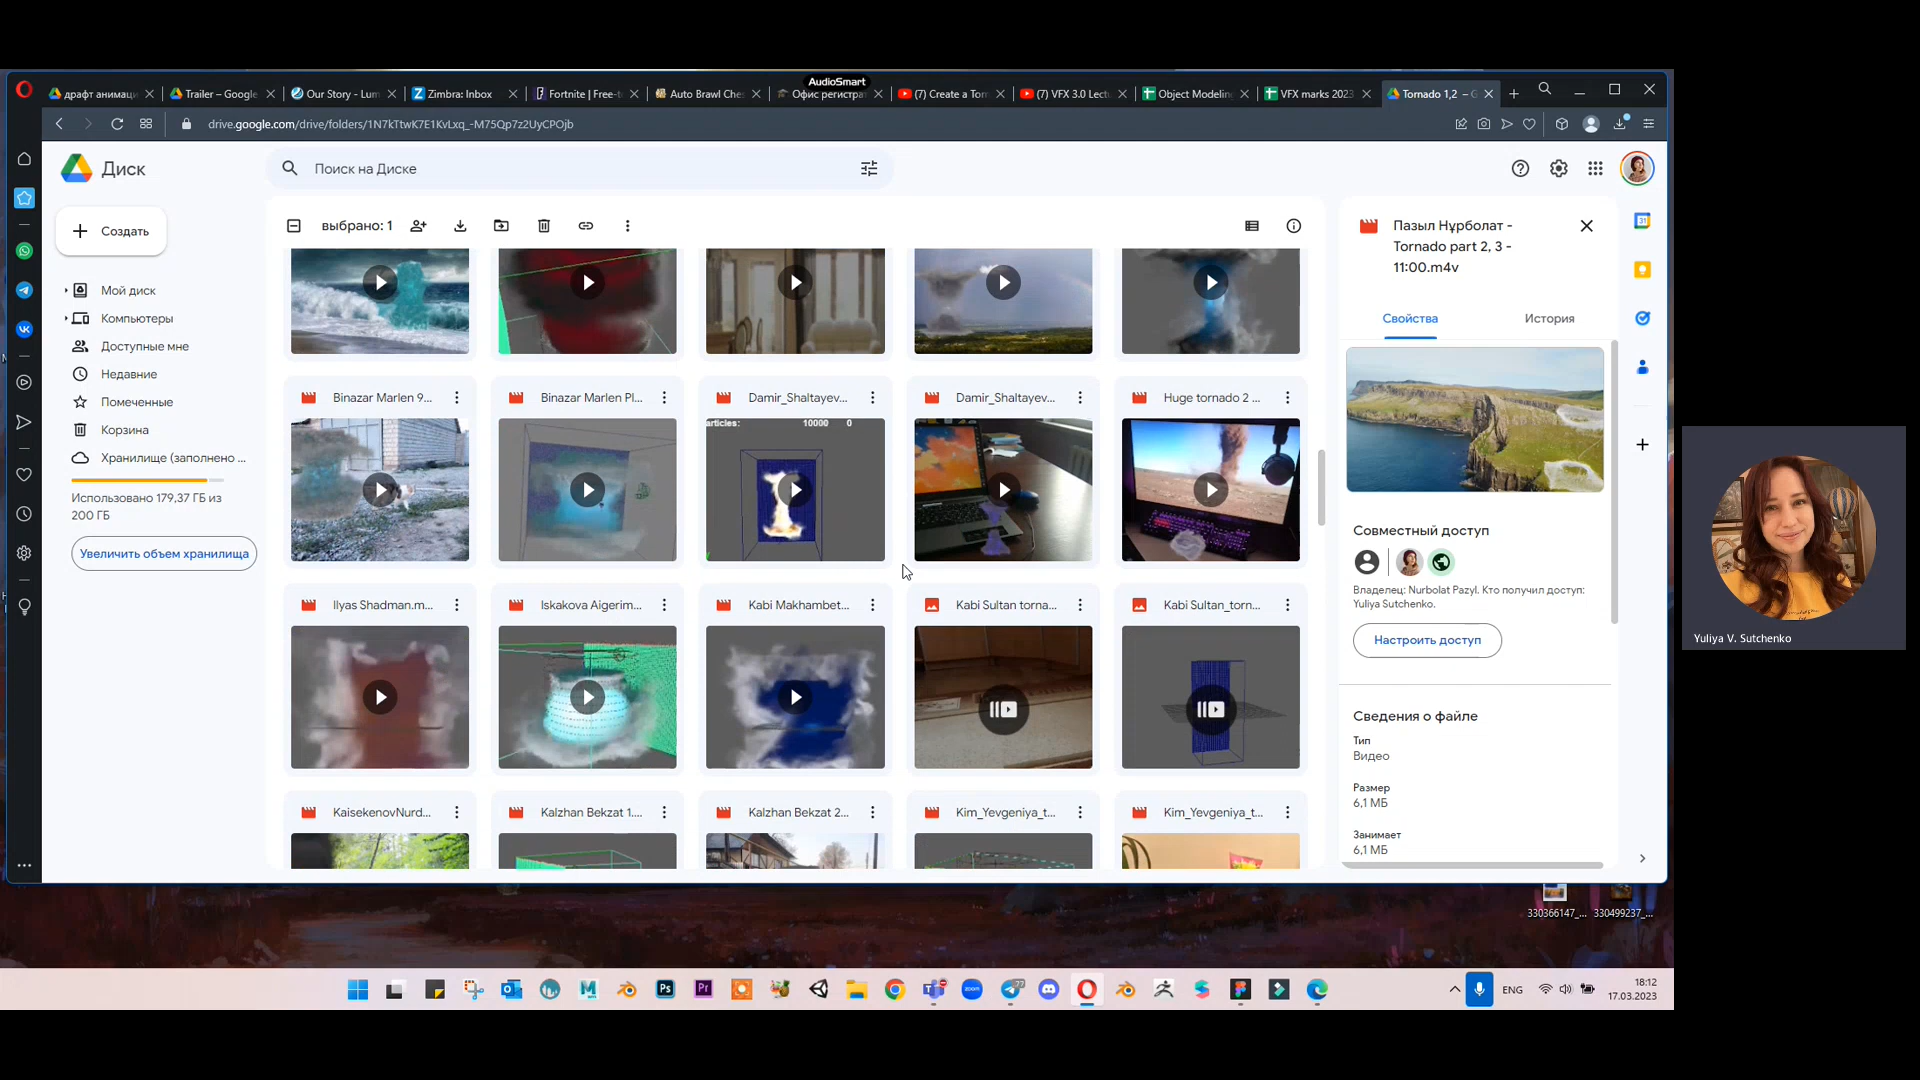 AudioSmart
драфт анимаци
Trailer – Google
Our Story - Lum
Zimbra: Inbox
Fortnite | Free-t
Auto Brawl Ches
Офис регистрат
(7) Create a Torn
(7) VFX 3.0 Lectu
Object Modeling
VFX marks 2023
Tornado 1,2 – G
drive.google.com/drive/folders/1N7kTtwK7E1KvLxq_-M75Qp7z2UyCPOjb
Диск
Поиск на Диске
Создать
выбрано: 1
Мой диск
Компьютеры
Доступные мне
Недавние
Помеченные
Корзина
Хранилище (заполнено ...
Использовано 179,37 ГБ из
200 ГБ
Увеличить объем хранилища
Binazar Marlen 9...
Binazar Marlen Pl...
Damir_Shaltayev...
Damir_Shaltayev...
Huge tornado 2 ...
articles: 10000 0
Ilyas Shadman.m...
Iskakova Aigerim...
Kabi Makhambet...
Kabi Sultan torna...
Kabi Sultan_torn...
KaisekenovNurd...
Kalzhan Bekzat 1....
Kalzhan Bekzat 2...
Kim_Yevgeniya_t...
Kim_Yevgeniya_t...
Пазыл Нұрболат -
Tornado part 2, 3 -
11:00.m4v
Свойства
История
Совместный доступ
Владелец: Nurbolat Pazyl. Кто получил доступ:
Yuliya Sutchenko.
Настроить доступ
Сведения о файле
Тип
Видео
Размер
6,1 МБ
Занимает
6,1 МБ
Yuliya V. Sutchenko
330366147_...
330499237_...
ENG
18:12
17.03.2023